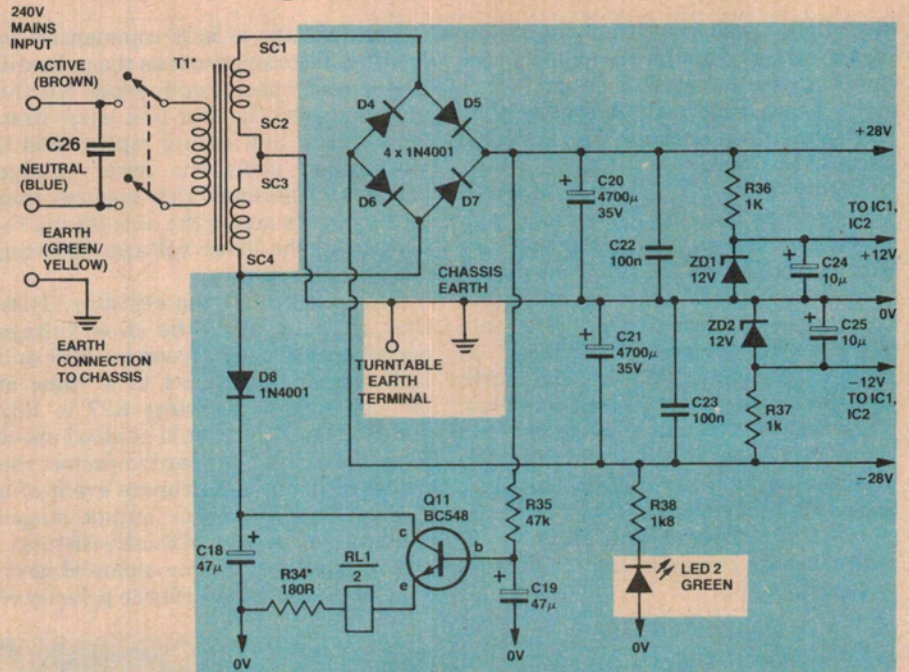 240V
MAINS
INPUT
ACTIVE
(BROWN)
C26
NEUTRAL
(BLUE)
EARTH
(GREEN/
YELLOW)
EARTH
CONNECTION
TO CHASSIS
T1*
SC1
SC2
SC3
SC4
D4
D5
4 x 1N4001
D6
D7
+28V
+
C20
4700µ
35V
C22
100n
R36
1K
TO IC1,
IC2
+12V
ZD1
12V
+
C24
10µ
CHASSIS
EARTH
0V
TURNTABLE
EARTH
TERMINAL
+
C21
4700µ
35V
ZD2
12V
+
C25
10µ
-12V
TO IC1,
IC2
C23
100n
R37
1k
-28V
D8
1N4001
Q11
BC548
c
b
e
R35
47k
R38
1k8
C18
47µ
+
R34*
180R
RL1
2
+
C19
47µ
LED 2
GREEN
0V
0V
0V